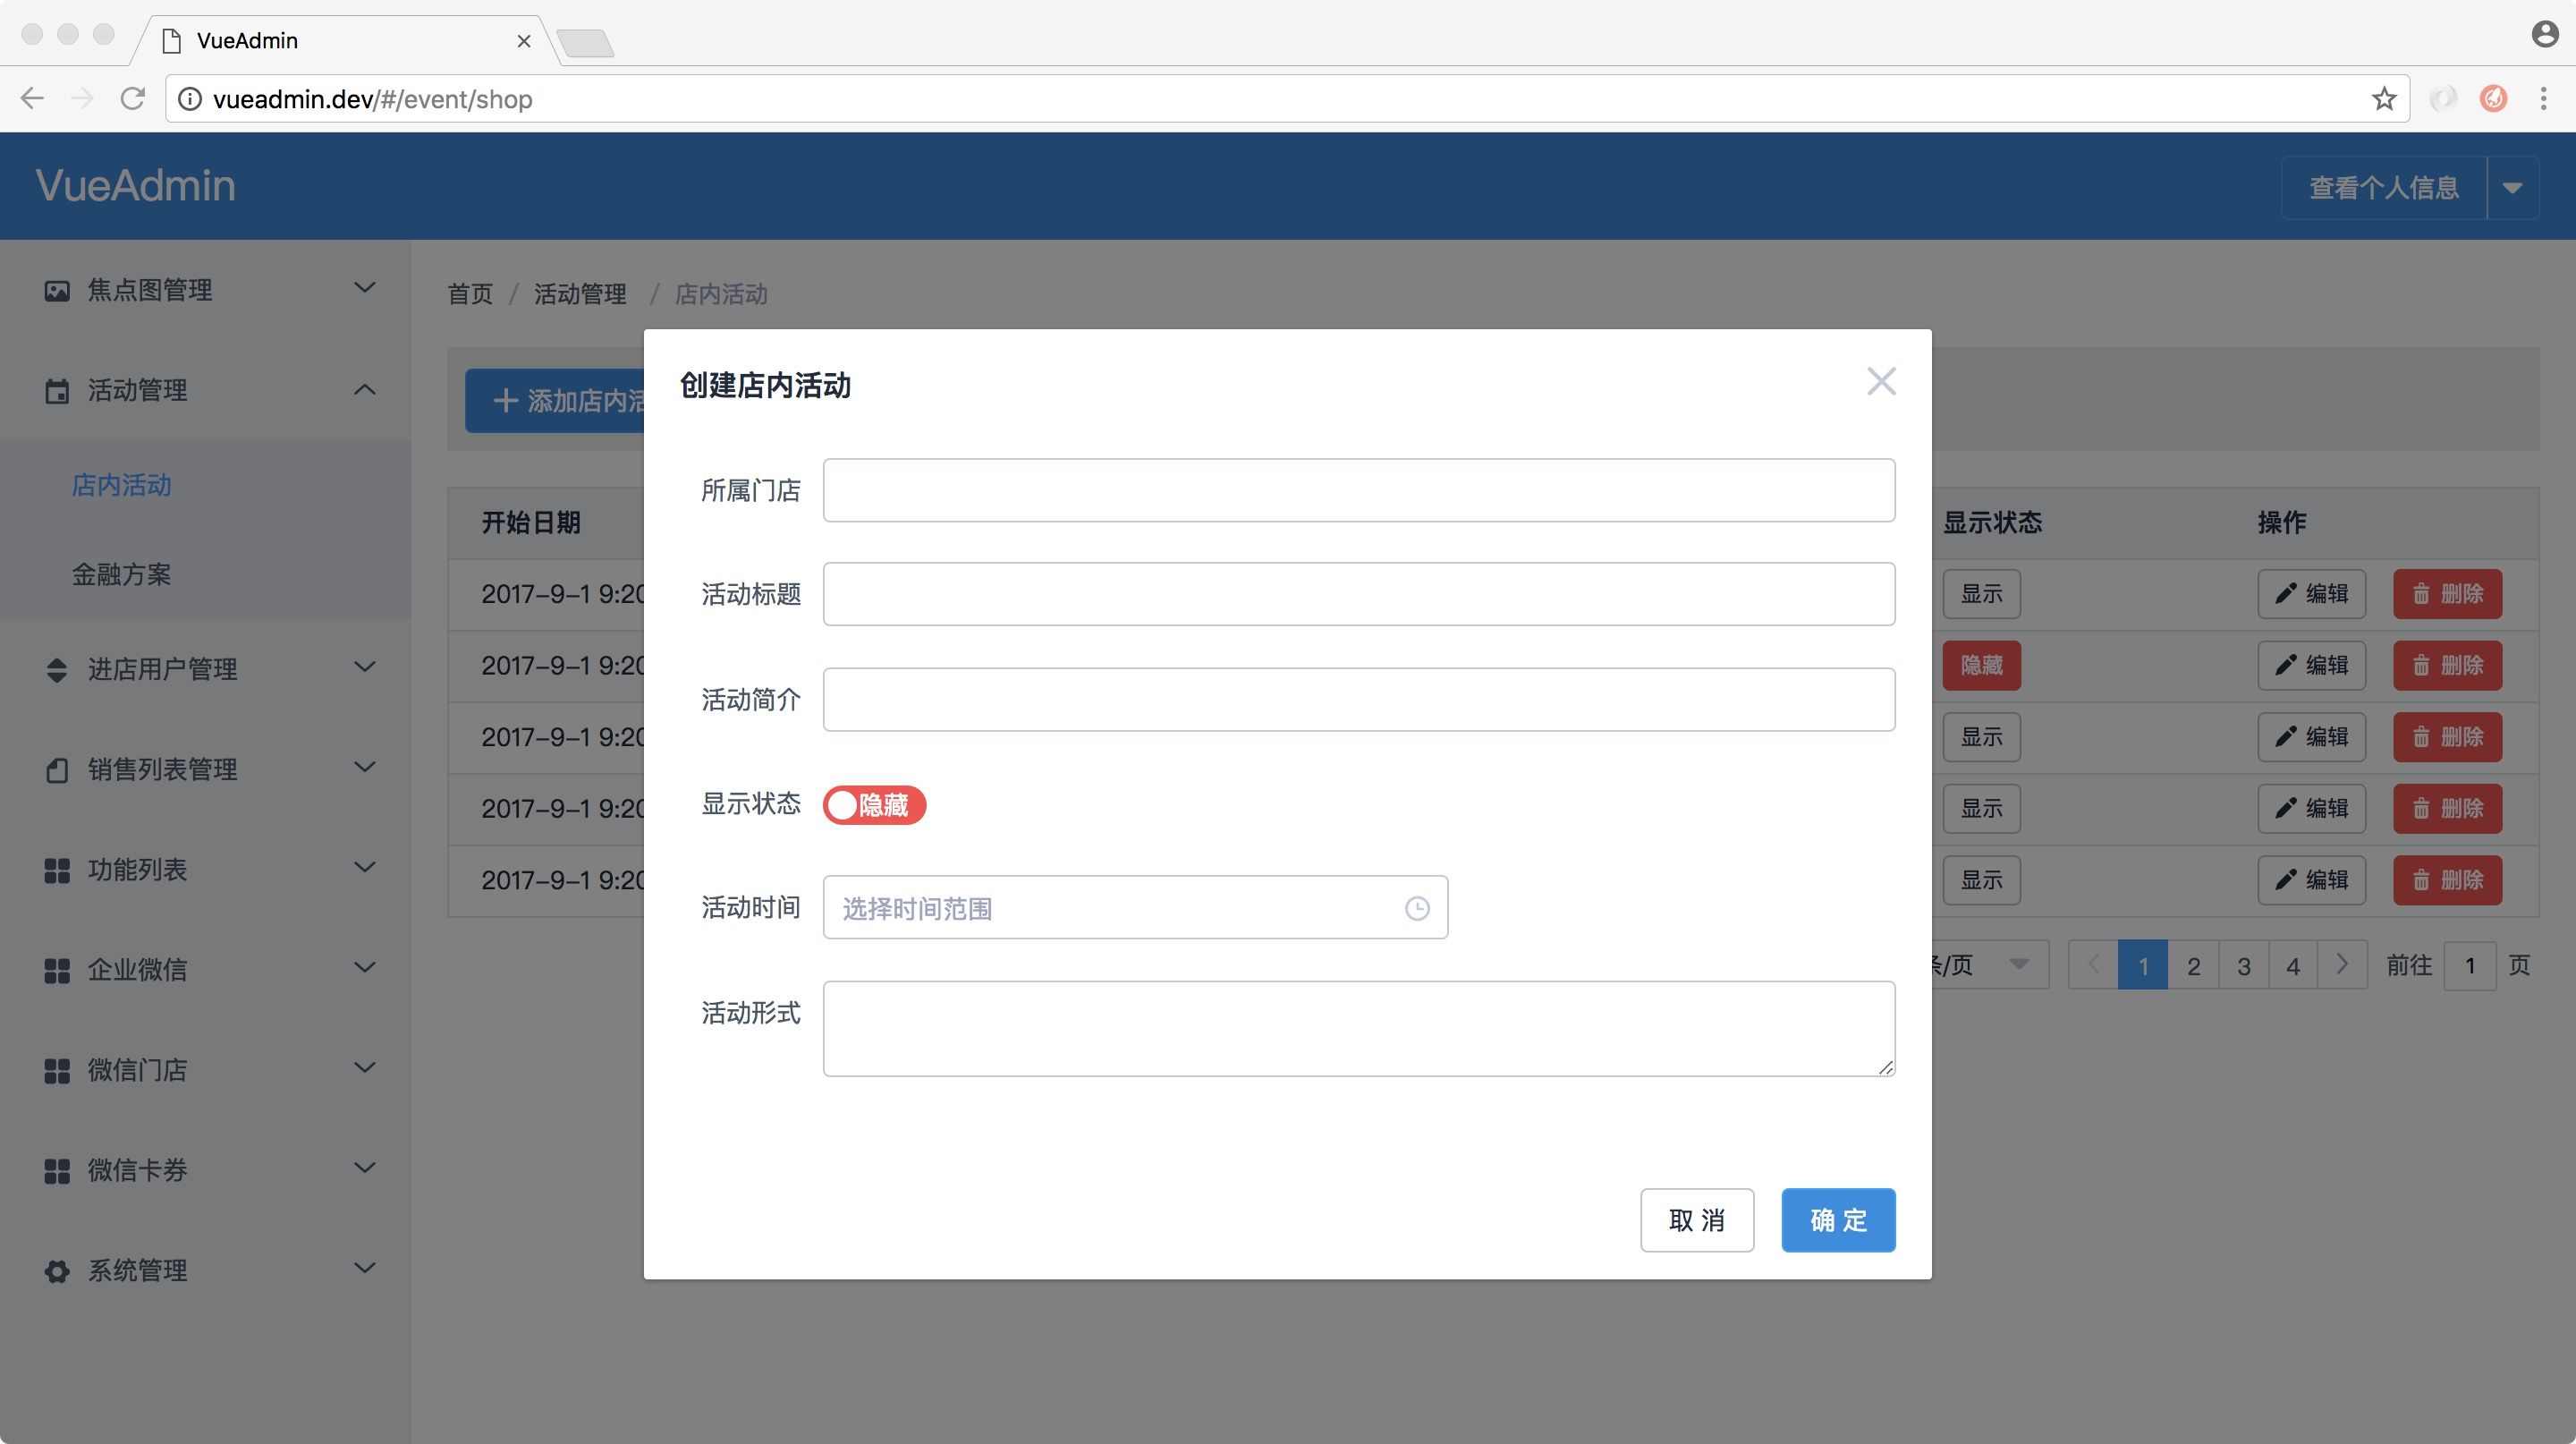 VueAdmin
vueadmin.dev/#/event/shop
VueAdmin
查看个人信息
焦点图管理
活动管理
店内活动
金融方案
进店用户管理
销售列表管理
功能列表
企业微信
微信门店
微信卡券
系统管理
首页 / 活动管理 / 店内活动
添加店内活
创建店内活动
所属门店
活动标题
活动简介
显示状态 隐藏
活动时间 选择时间范围
活动形式
取 消 确 定
开始日期 显示状态 操作
2017-9-1 9:20 显示 编辑 删除
2017-9-1 9:20 隐藏 编辑 删除
2017-9-1 9:20 显示 编辑 删除
2017-9-1 9:20 显示 编辑 删除
2017-9-1 9:20 显示 编辑 删除
条/页 1 2 3 4 前往 1 页